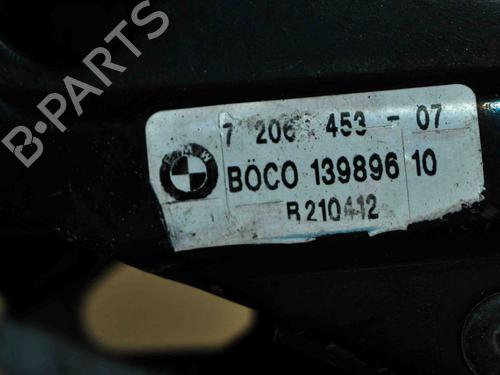 B-PARTS
7 206 453 - 07
BMW
BÖCO 139896 10
R210412